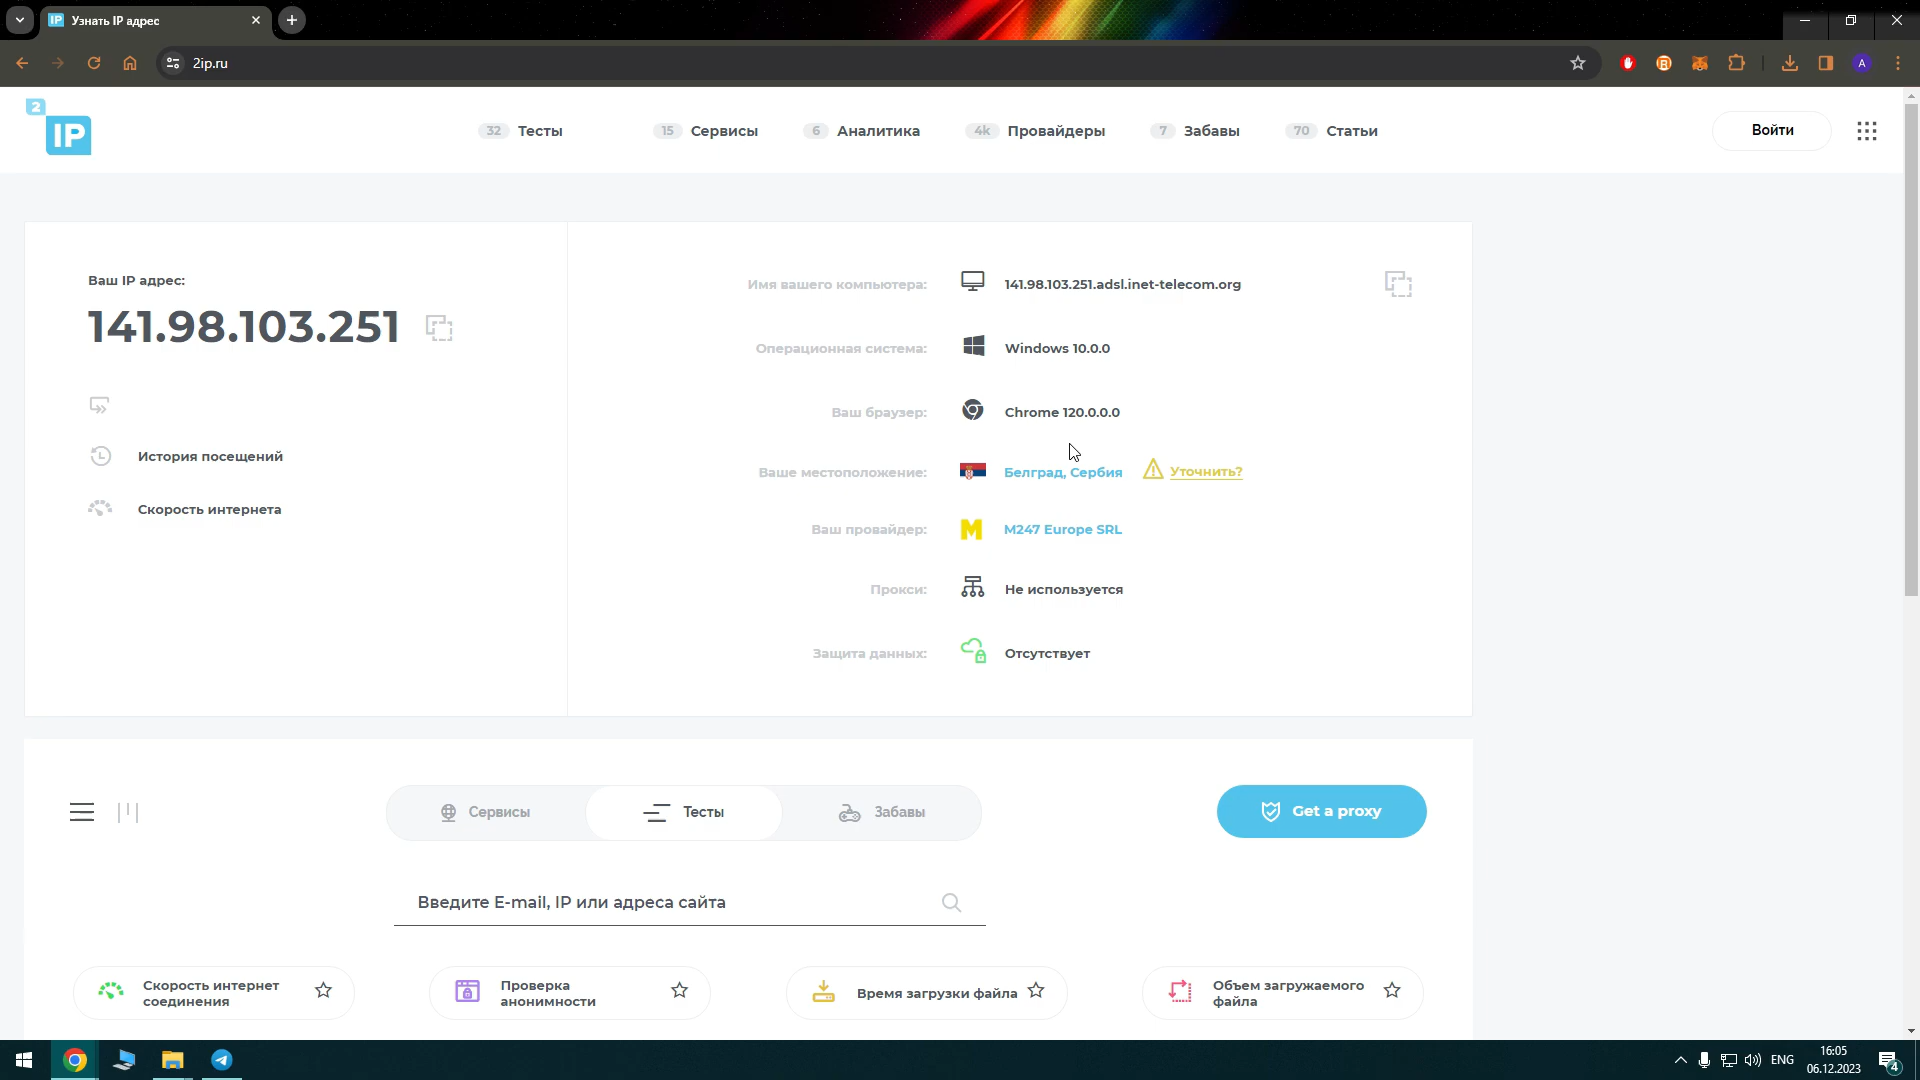 IP Узнать IP адрес
2ip.ru
A
2
IP
32 Тесты
15 Сервисы
6 Аналитика
4k Провайдеры
7 Забавы
70 Статьи
Войти
Ваш IP адрес:
141.98.103.251
История посещений
Скорость интернета
Имя вашего компьютера: 141.98.103.251.adsl.inet-telecom.org
Операционная система: Windows 10.0.0
Ваш браузер: Chrome 120.0.0.0
Ваше местоположение: Белград, Сербия Уточнить?
Ваш провайдер: M247 Europe SRL
Прокси: Не используется
Защита данных: Отсутствует
Сервисы
Тесты
Забавы
Get a proxy
Введите E-mail, IP или адреса сайта
Скорость интернет
соединения
Проверка
анонимности
Время загрузки файла
Объем загружаемого
файла
ENG
16:05
06.12.2023
4